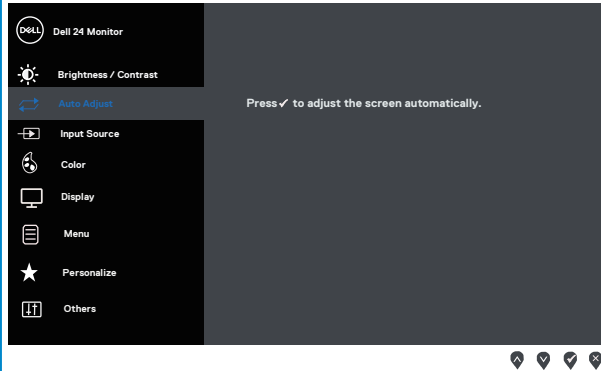 DELL Dell 24 Monitor
Brightness / Contrast
Auto Adjust
Press ✓ to adjust the screen automatically.
Input Source
Color
Display
Menu
Personalize
Others